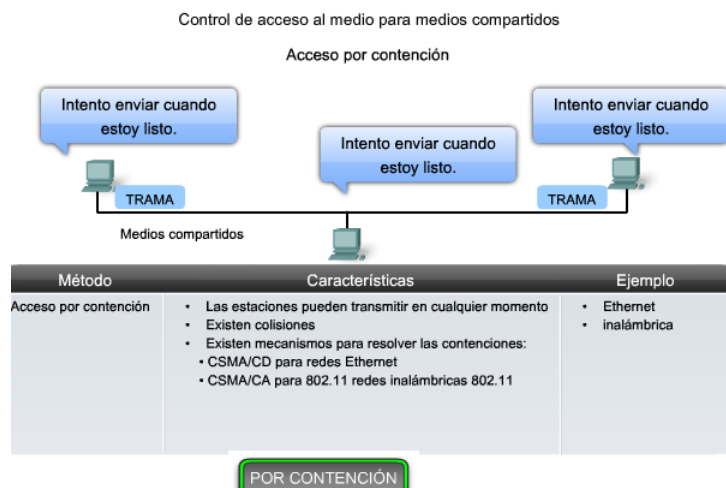 Control de acceso al medio para medios compartidos
Acceso por contención
Intento enviar cuando
estoy listo.
Intento enviar cuando
estoy listo.
Intento enviar cuando
estoy listo.
TRAMA
TRAMA
Medios compartidos
Método
Características
Ejemplo
Acceso por contención
• Las estaciones pueden transmitir en cualquier momento
• Existen colisiones
• Existen mecanismos para resolver las contenciones:
• CSMA/CD para redes Ethernet
• CSMA/CA para 802.11 redes inalámbricas 802.11
• Ethernet
• inalámbrica
POR CONTENCIÓN